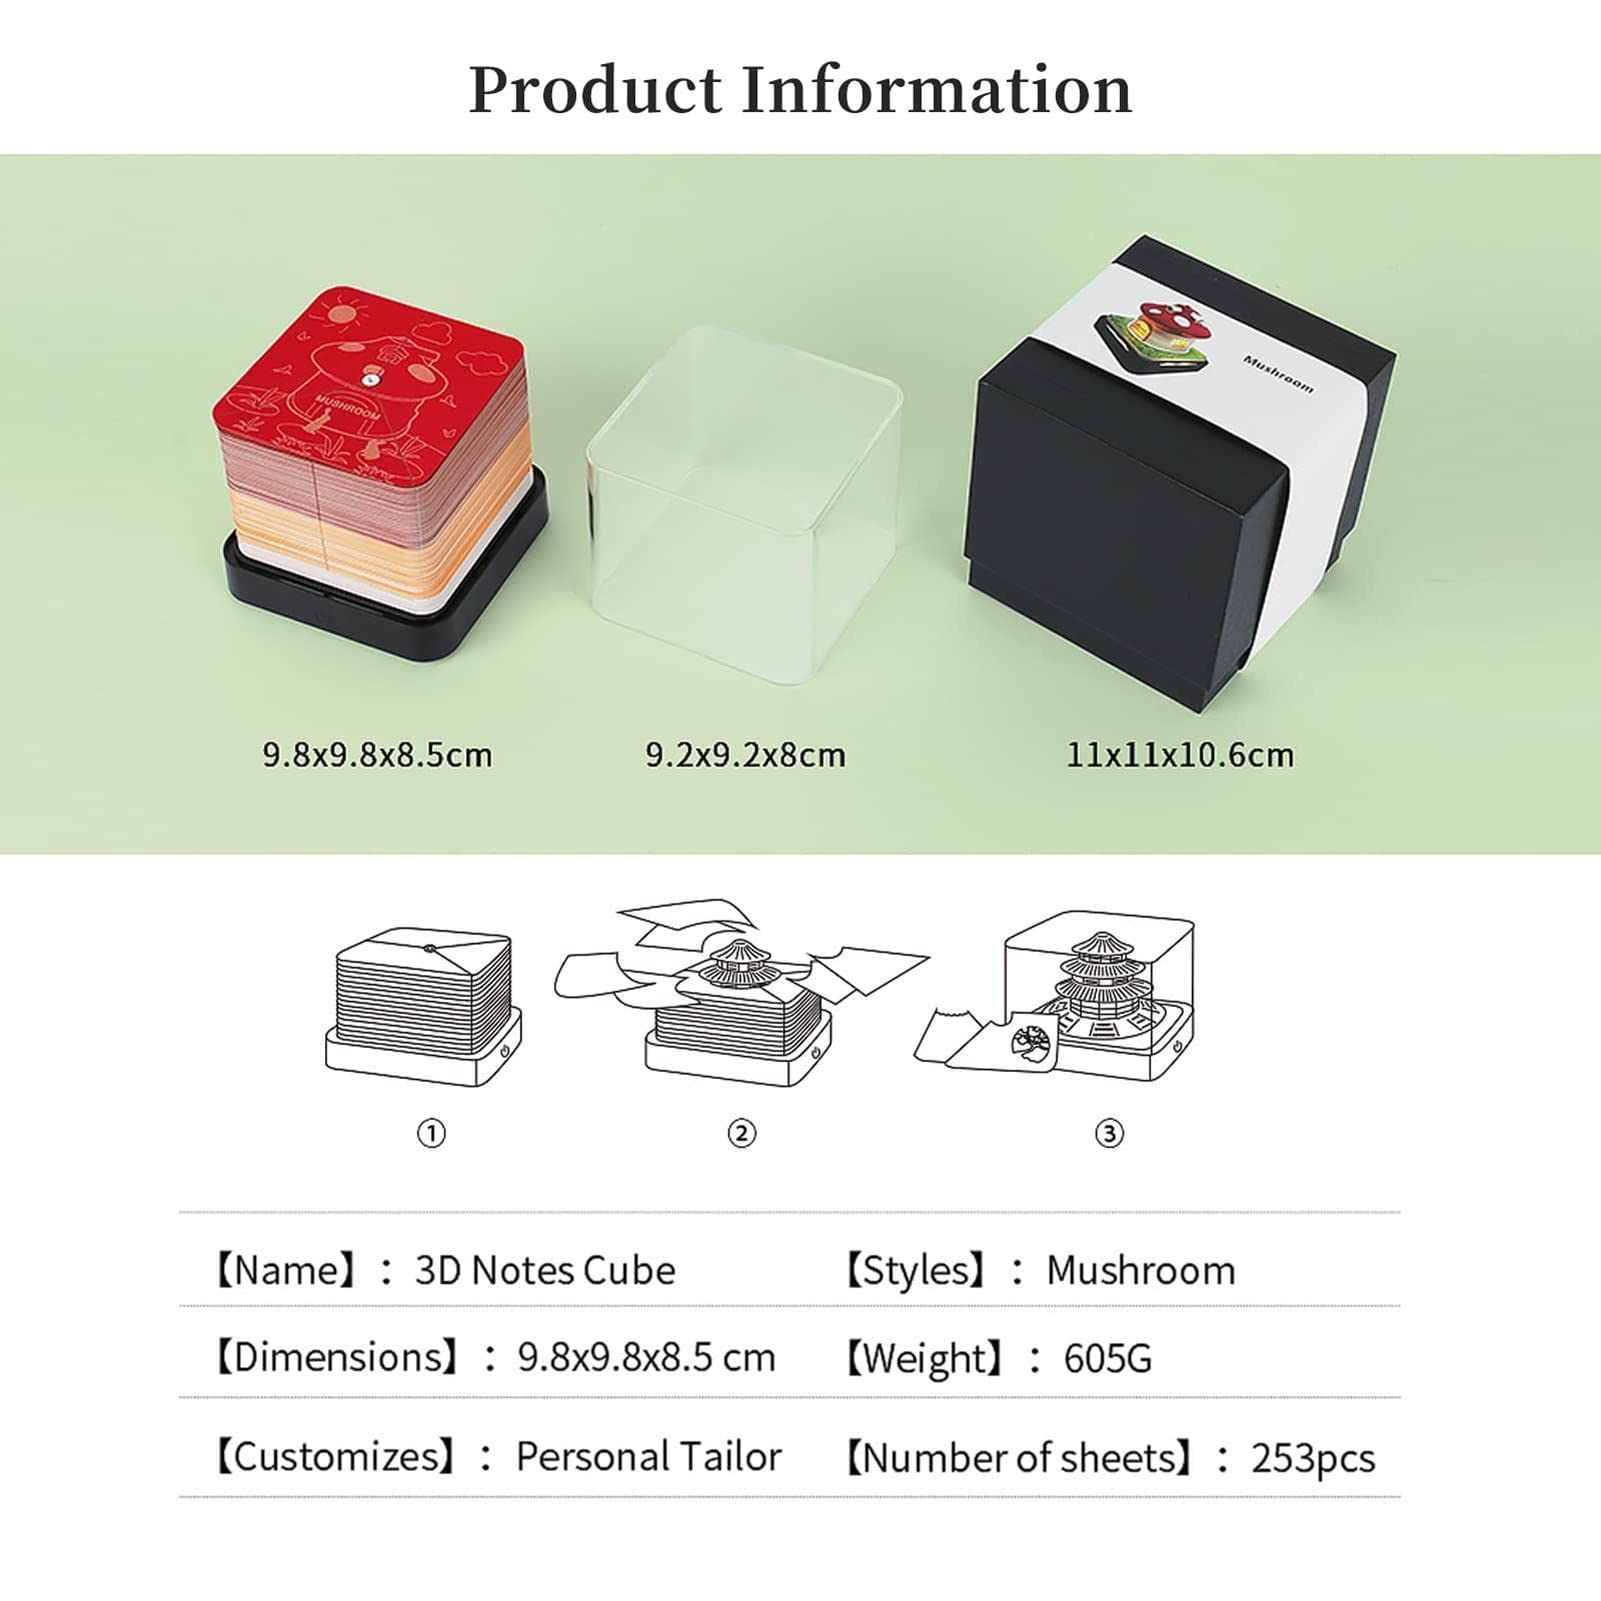 Product Information
MUSHROOM
Mushroom
9.8x9.8x8.5cm
9.2x9.2x8cm
11x11x10.6cm
①
②
③
【Name】：3D Notes Cube
【Styles】：Mushroom
【Dimensions】：9.8x9.8x8.5 cm
【Weight】：605G
【Customizes】：Personal Tailor
【Number of sheets】：253pcs